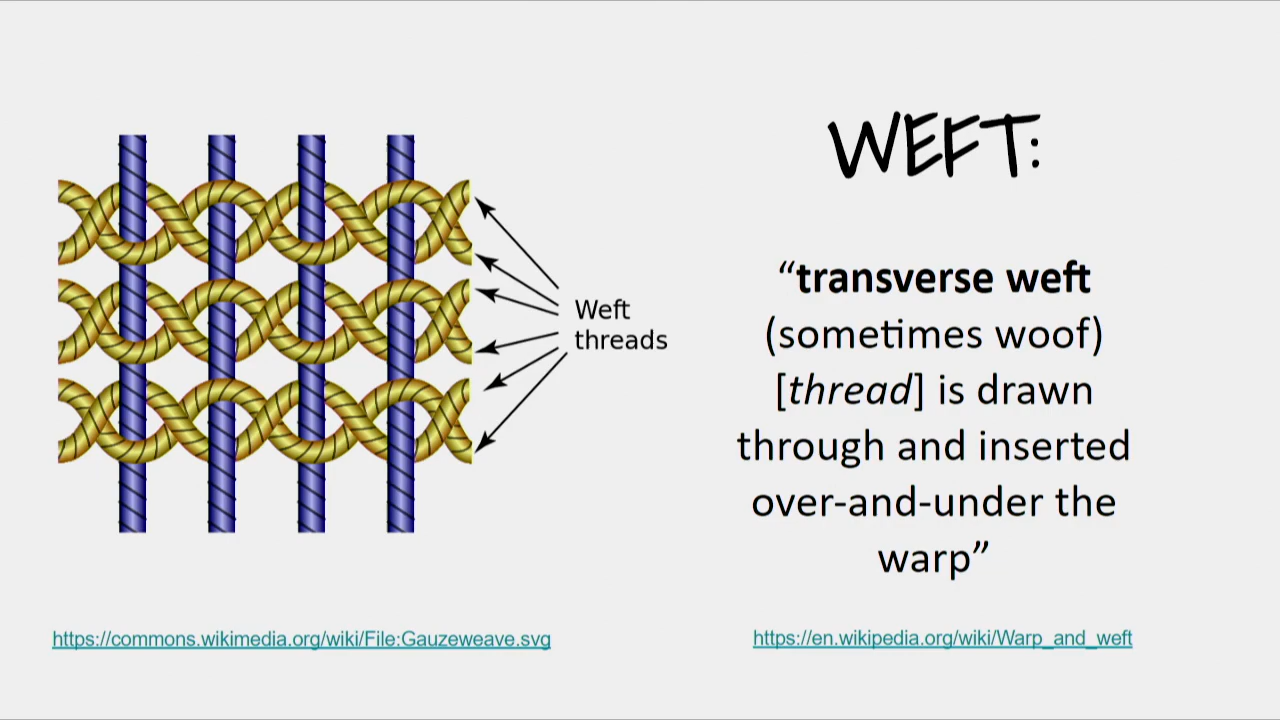 Weft
threads
https://commons.wikimedia.org/wiki/File:Gauzeweave.svg
WEFT:
“transverse weft
(sometimes woof)
[thread] is drawn
through and inserted
over-and-under the
warp”
https://en.wikipedia.org/wiki/Warp_and_weft